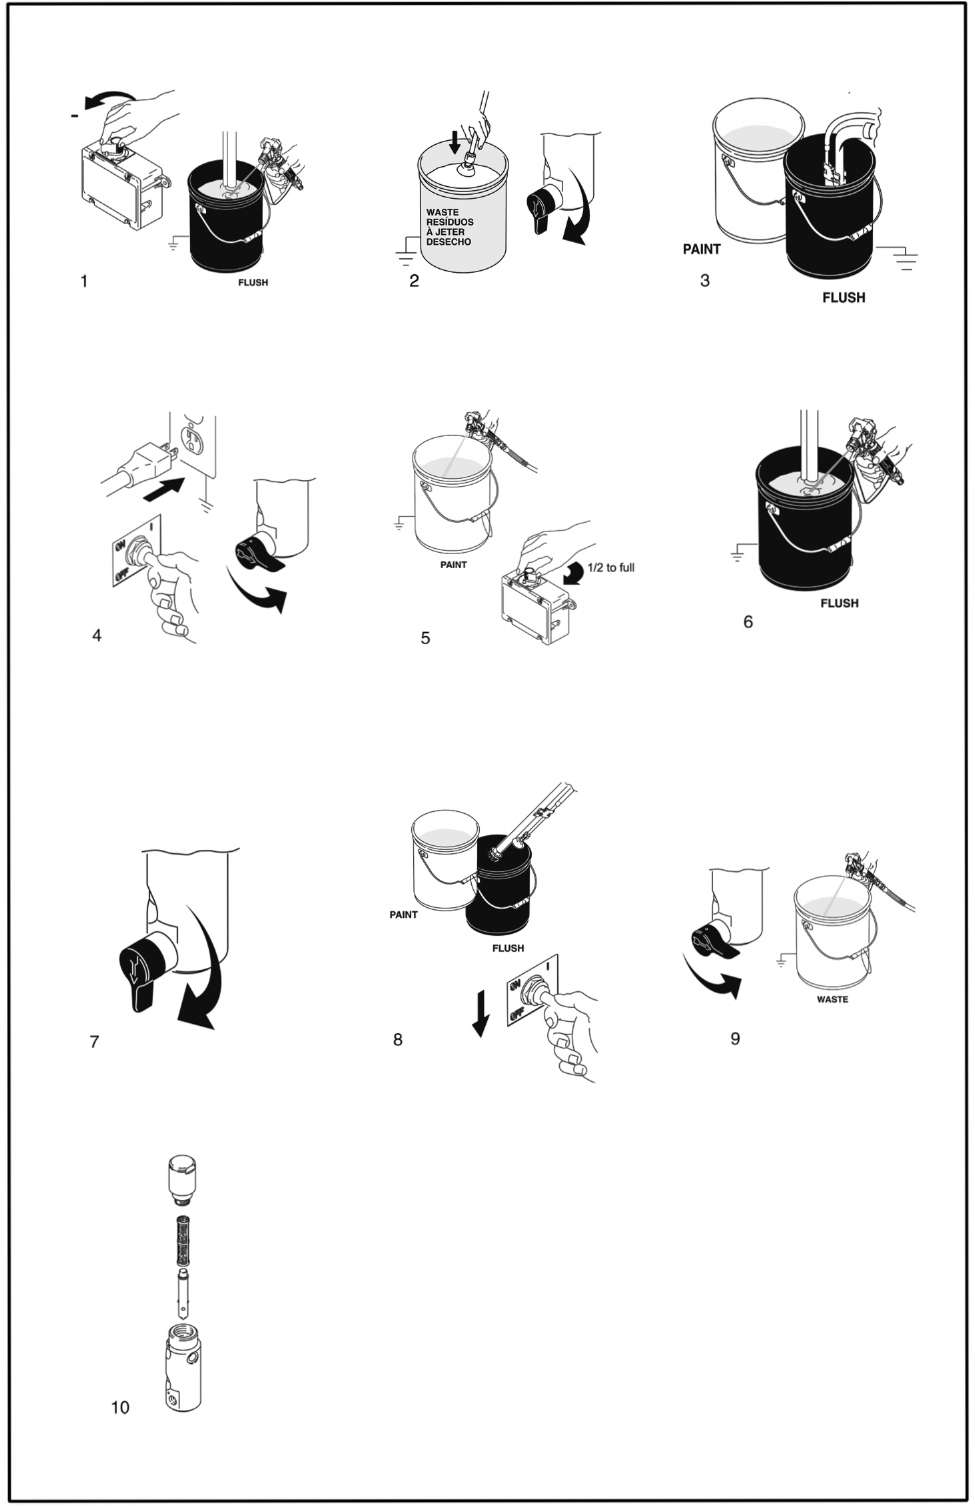 -
1
FLUSH
WASTE
RESÍDUOS
À JETER
DESECHO
2
PAINT
3
FLUSH
ON
I
OFF
4
PAINT
1/2 to full
5
FLUSH
6
7
PAINT
FLUSH
ON
I
OFF
8
WASTE
9
10